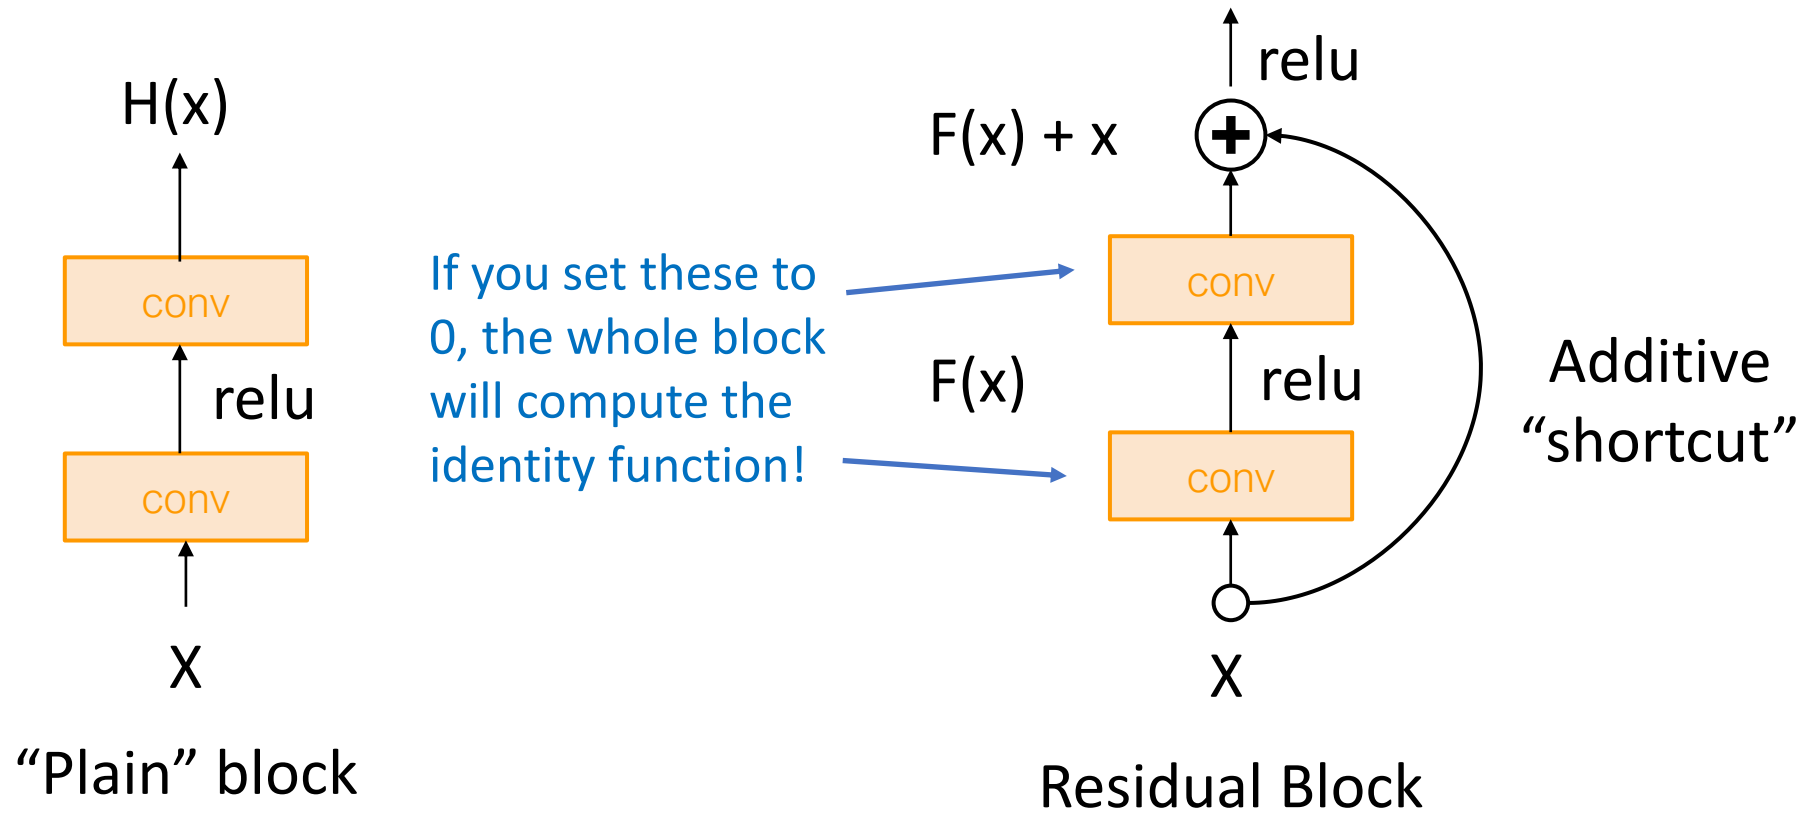 H(x)
conv
relu
conv
X
“Plain” block
If you set these to
0, the whole block
will compute the
identity function!
relu
F(x) + x
conv
F(x)
relu
conv
X
Residual Block
Additive
“shortcut”